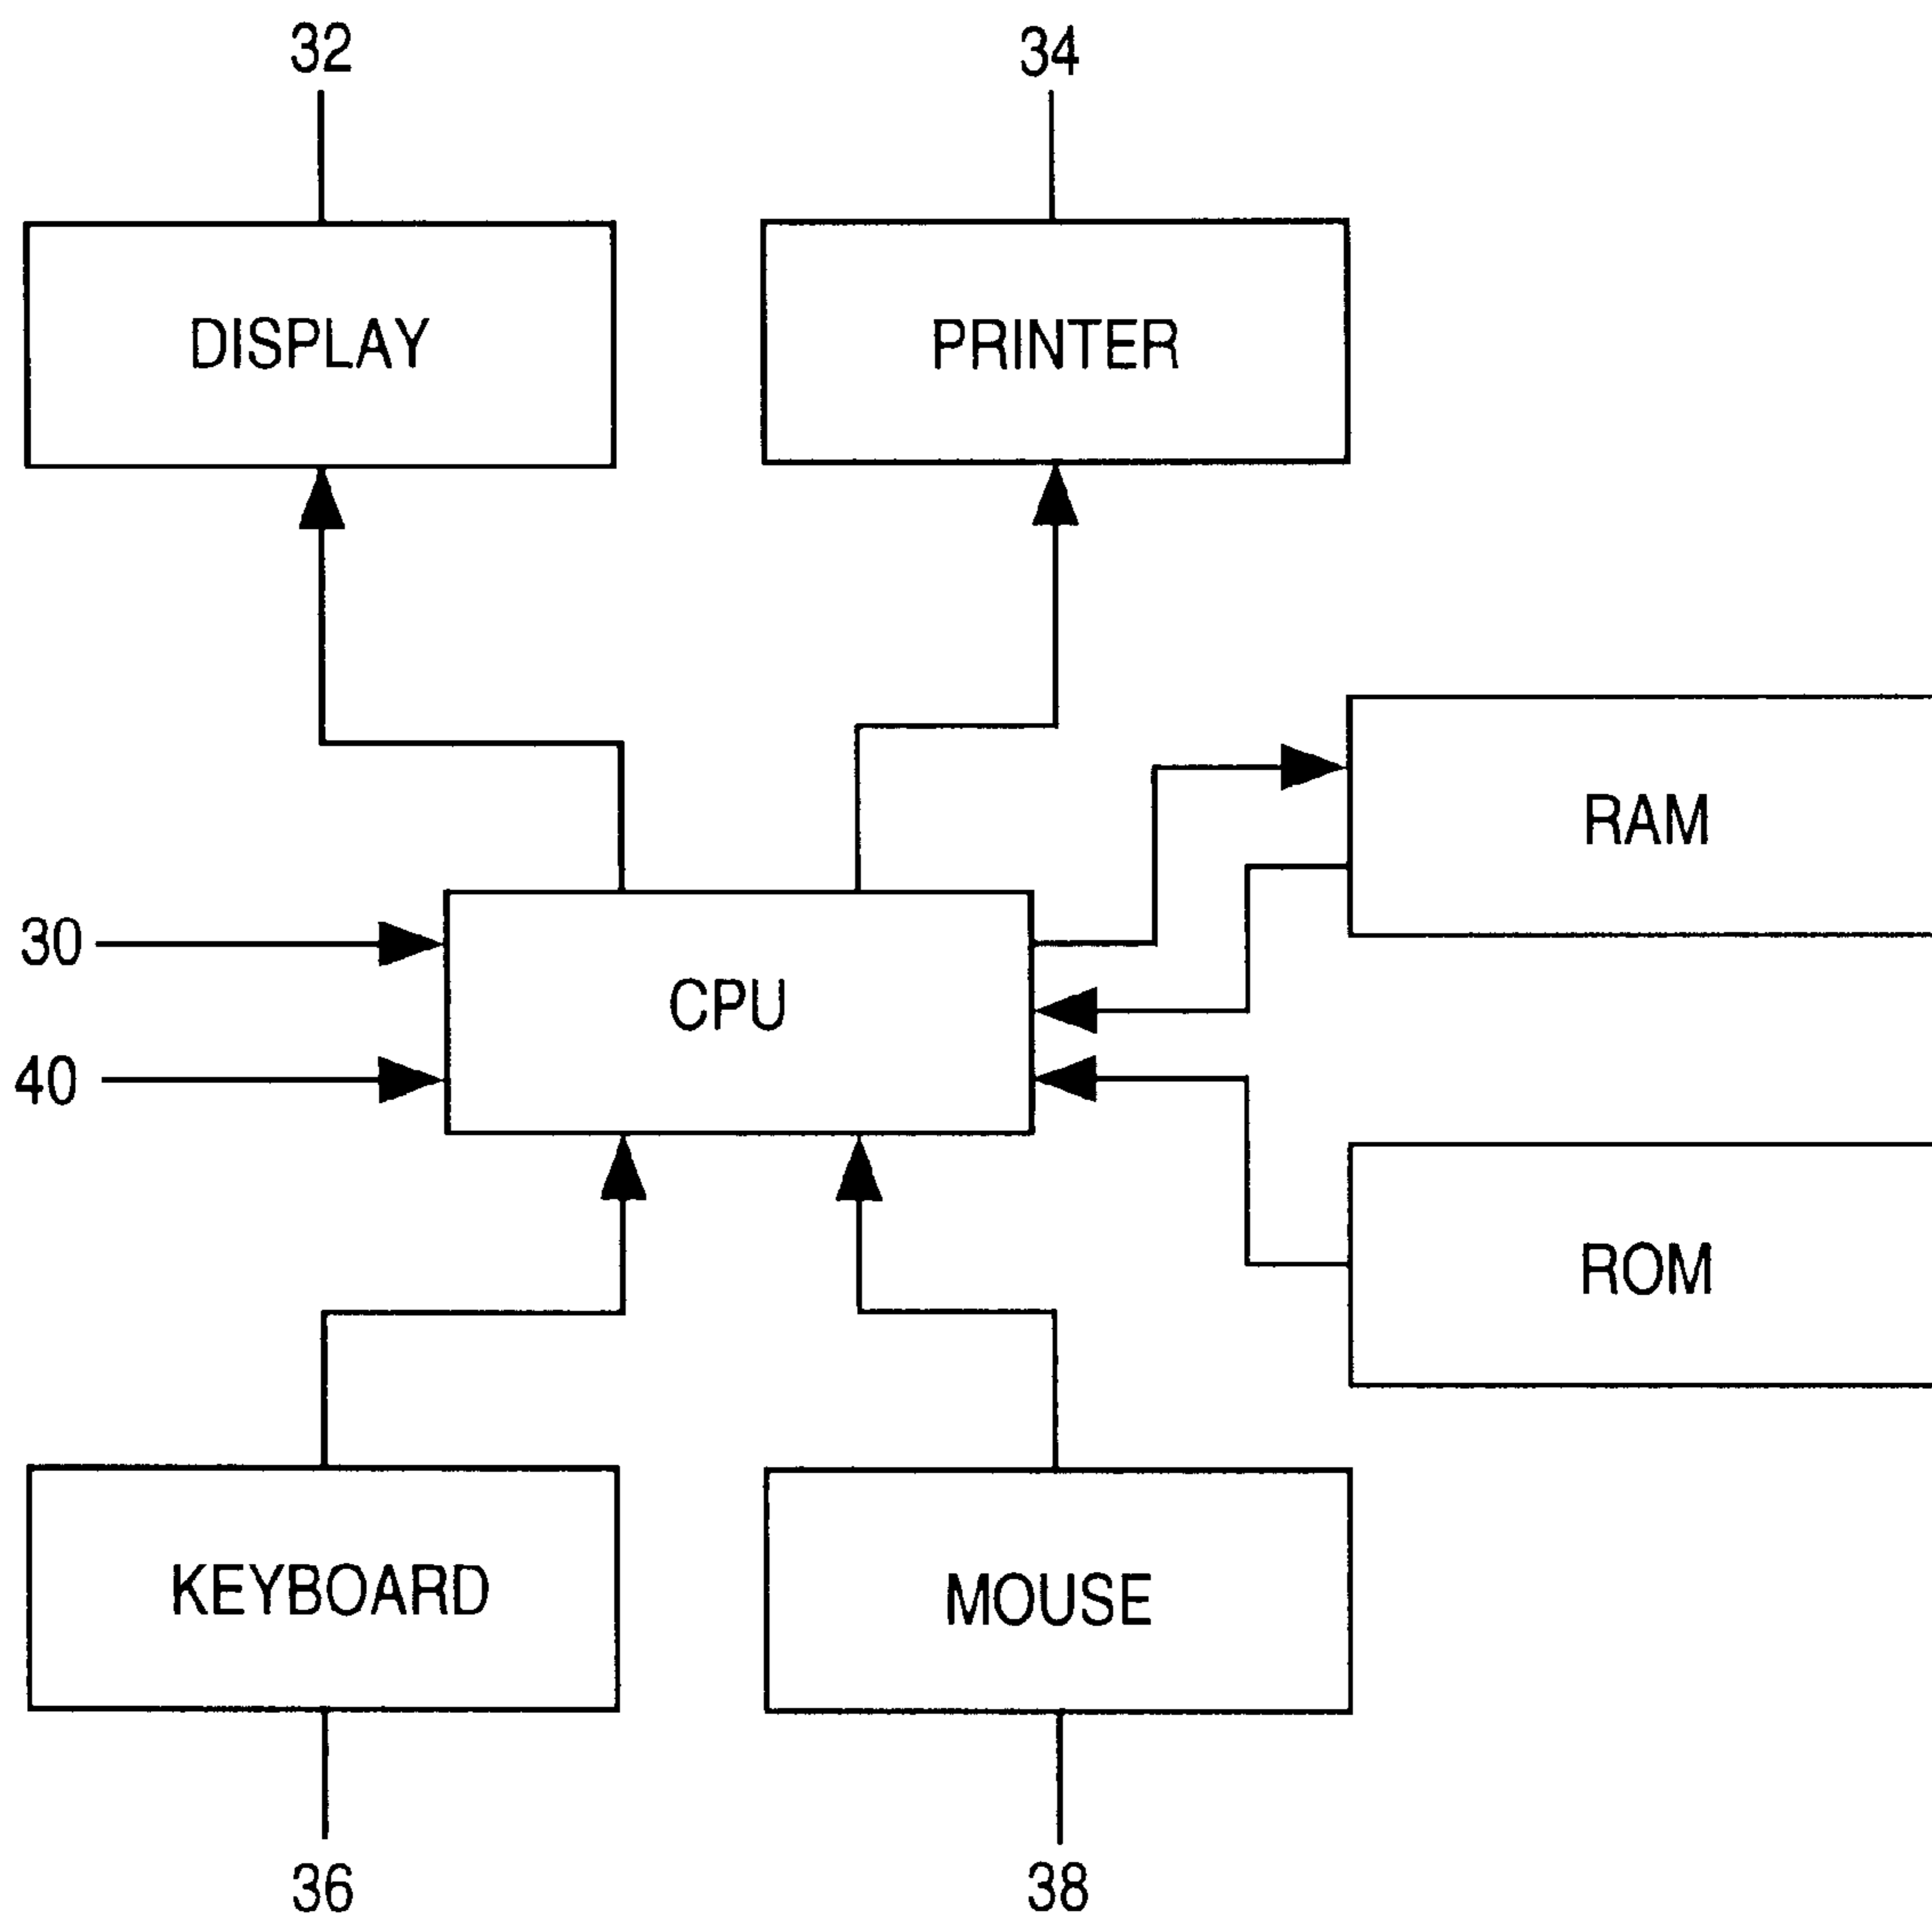 32
34
DISPLAY
PRINTER
RAM
30
CPU
40
ROM
KEYBOARD
MOUSE
36
38